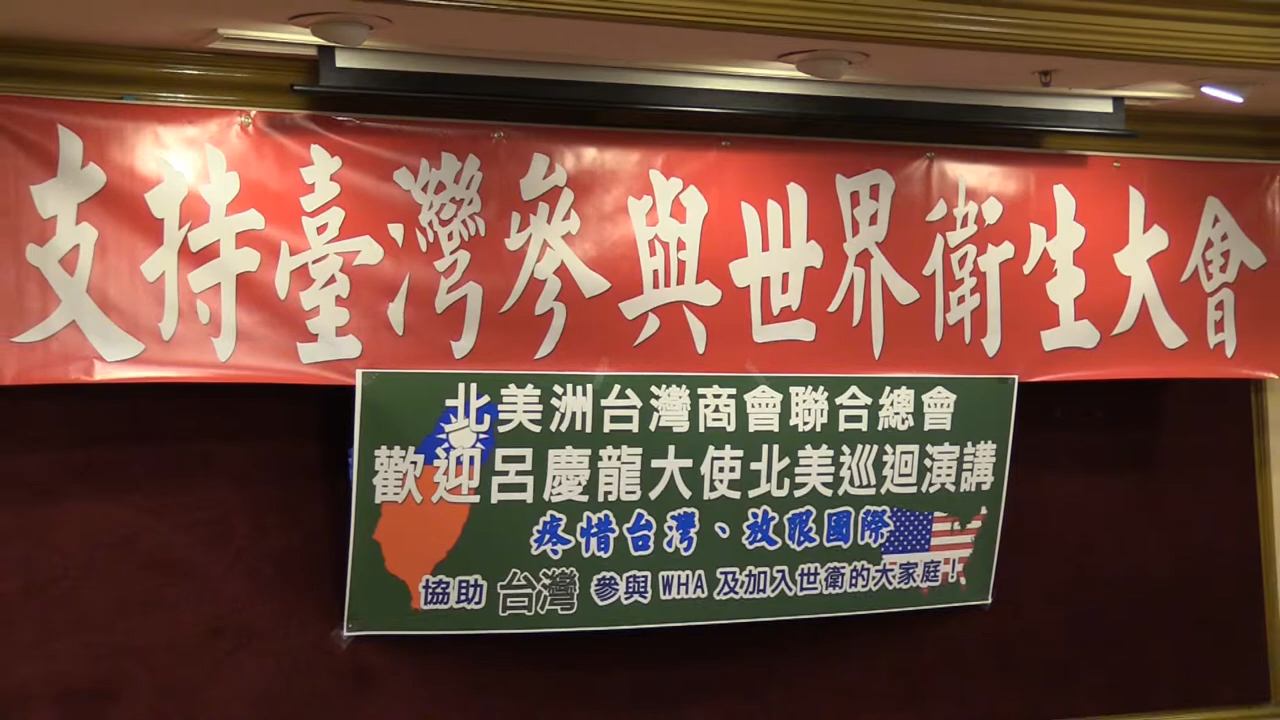 支持臺灣參與世界衛生大會
北美洲台灣商會聯合總會
歡迎呂慶龍大使北美巡迴演講
疼惜台灣、放眼國際
協助台灣參與WHA及加入世衛的大家庭！